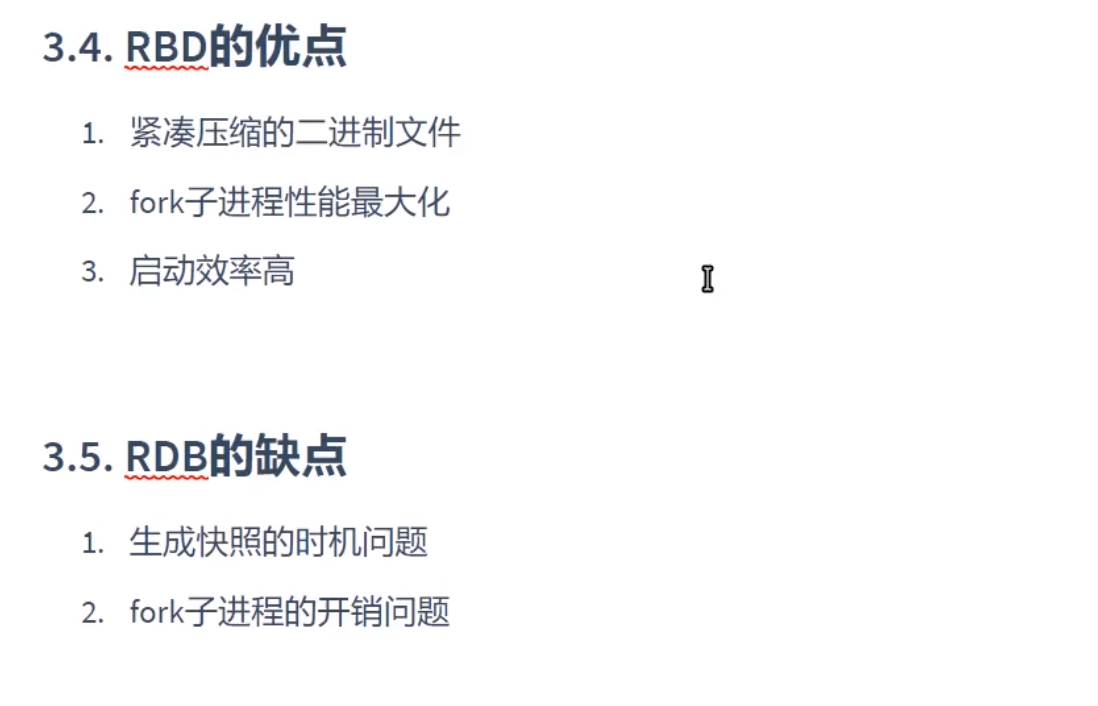 3.4. RBD的优点
1. 紧凑压缩的二进制文件
2. fork子进程性能最大化
3. 启动效率高
3.5. RDB的缺点
1. 生成快照的时机问题
2. fork子进程的开销问题